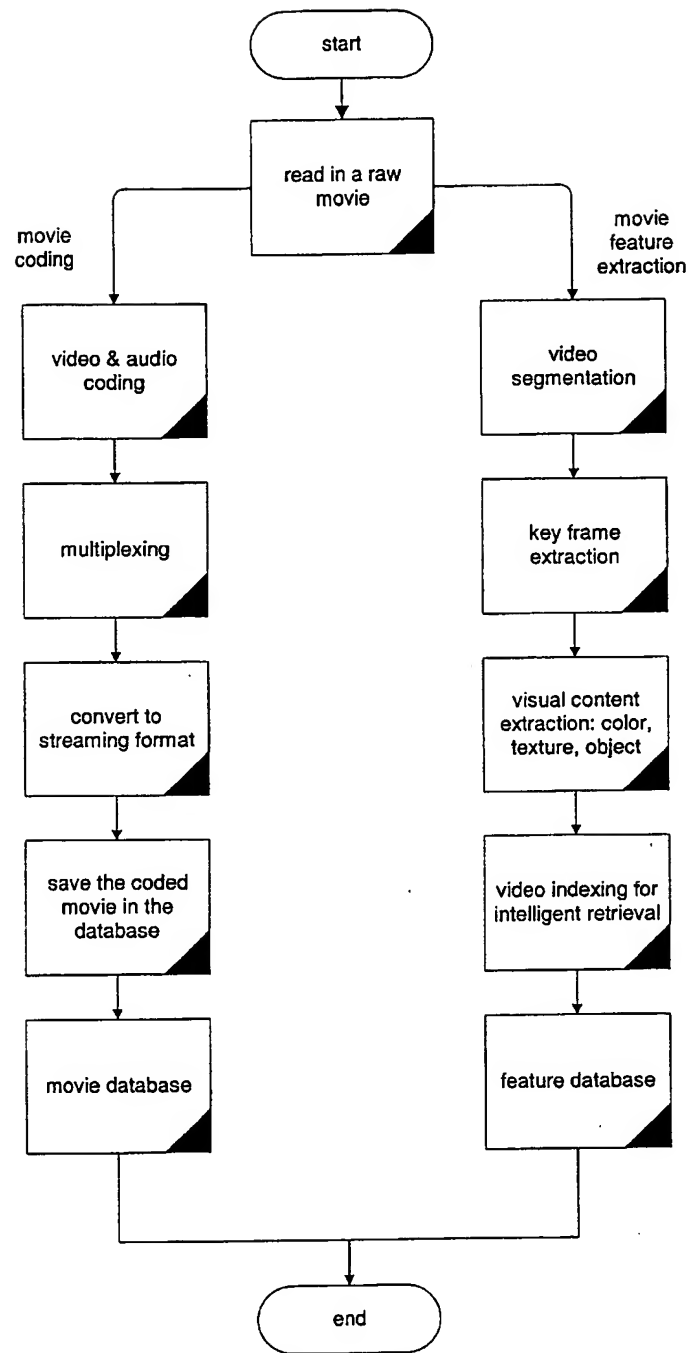 start
read in a raw
movie
movie
coding
video & audio
coding
multiplexing
convert to
streaming format
save the coded
movie in the
database
movie database
movie
feature
extraction
video
segmentation
key frame
extraction
visual content
extraction: color,
texture, object
video indexing for
intelligent retrieval
feature database
end